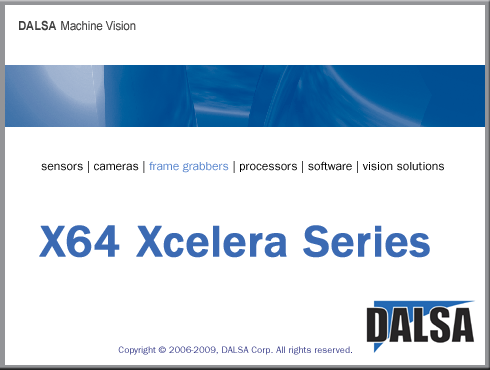 DALSA Machine Vision
sensors | cameras | frame grabbers | processors | software | vision solutions
X64 Xcelera Series
DALSA
Copyright © 2006-2009, DALSA Corp. All rights reserved.